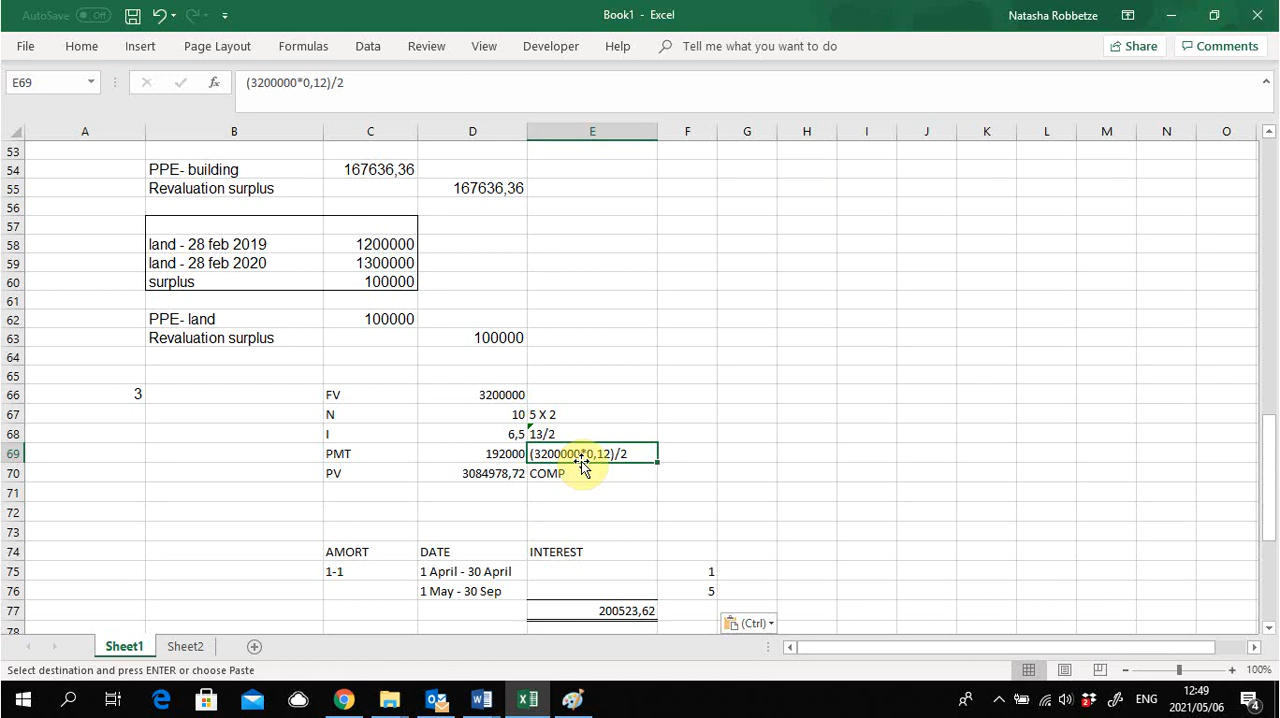 AutoSave Off Book1 - Excel Natasha Robbetze
File Home Insert Page Layout Formulas Data Review View Developer Help Tell me what you want to do Share Comments
E69 fx (3200000*0,12)/2
A B C D E F G H I J K L M N O
53
54 PPE- building 167636,36
55 Revaluation surplus 167636,36
56
57
58 land - 28 feb 2019 1200000
59 land - 28 feb 2020 1300000
60 surplus 100000
61
62 PPE- land 100000
63 Revaluation surplus 100000
64
65
66 3 FV 3200000
67 N 10 5 X 2
68 I 6,5 13/2
69 PMT 192000 (3200000*0,12)/2
70 PV 3084978,72 COMP
71
72
73
74 AMORT DATE INTEREST
75 1-1 1 April - 30 April 1
76 1 May - 30 Sep 5
77 200523,62
78 (Ctrl)
Sheet1 Sheet2
Select destination and press ENTER or choose Paste 100%
ENG 12:49 2021/05/06 4